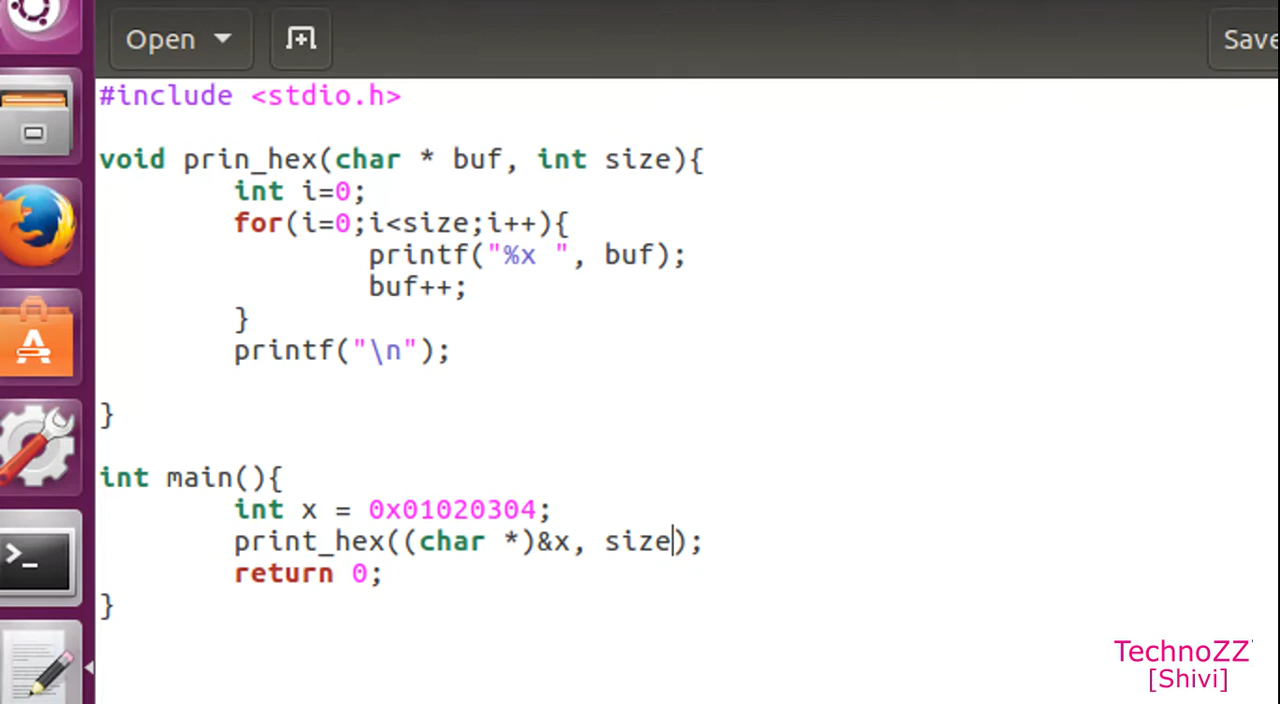 Open
Save
#include <stdio.h>
void prin_hex(char * buf, int size){
int i=0;
for(i=0;i<size;i++){
printf("%x ", buf);
buf++;
}
printf("\n");
}
int main(){
int x = 0x01020304;
print_hex((char *)&x, size);
return 0;
}
TechnoZZ
[Shivi]